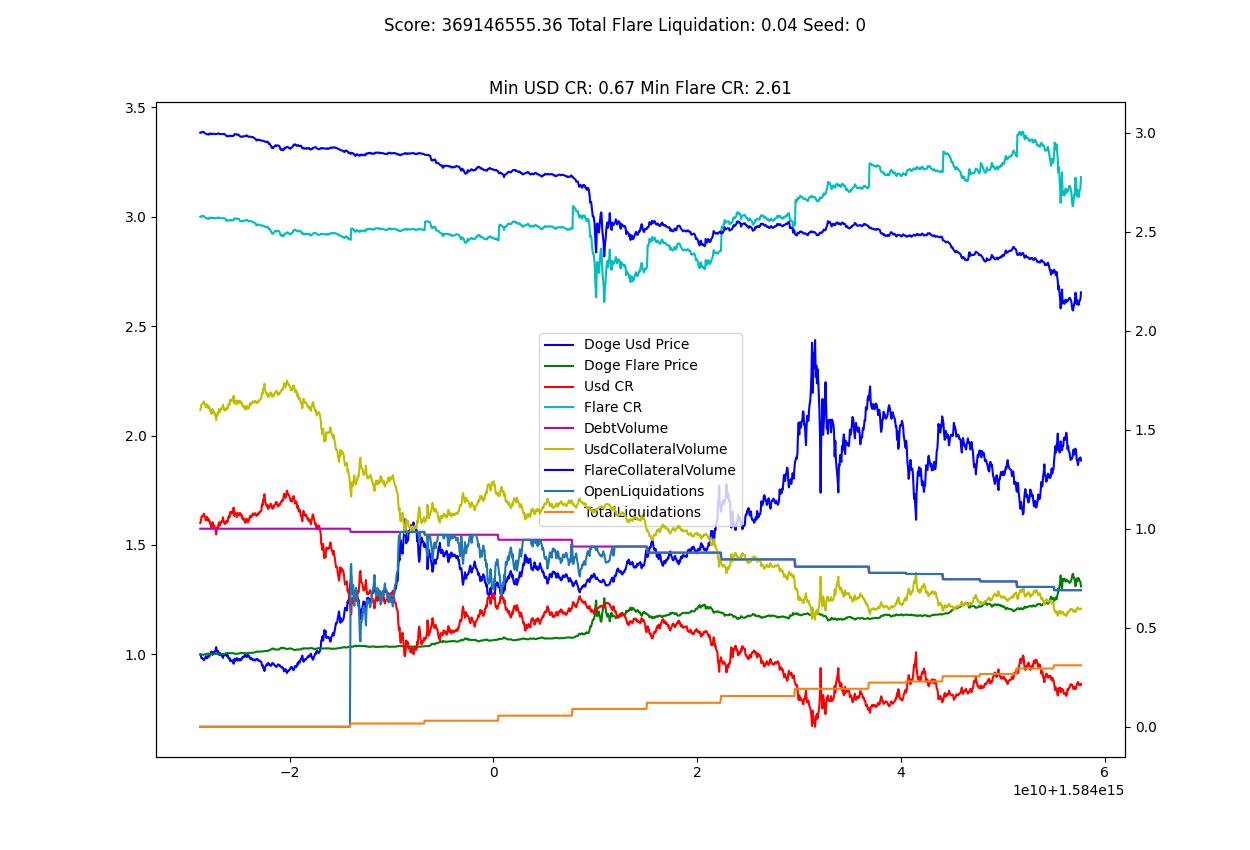 Score: 369146555.36 Total Flare Liquidation: 0.04 Seed: 0
Min USD CR: 0.67 Min Flare CR: 2.61
3.5
3.0
2.5
2.0
1.5
1.0
3.0
2.5
2.0
1.5
1.0
0.5
0.0
Doge Usd Price
Doge Flare Price
Usd CR
Flare CR
DebtVolume
UsdCollateralVolume
FlareCollateralVolume
OpenLiquidations
TotalLiquidations
−2 0 2 4 6
1e10+1.584e15